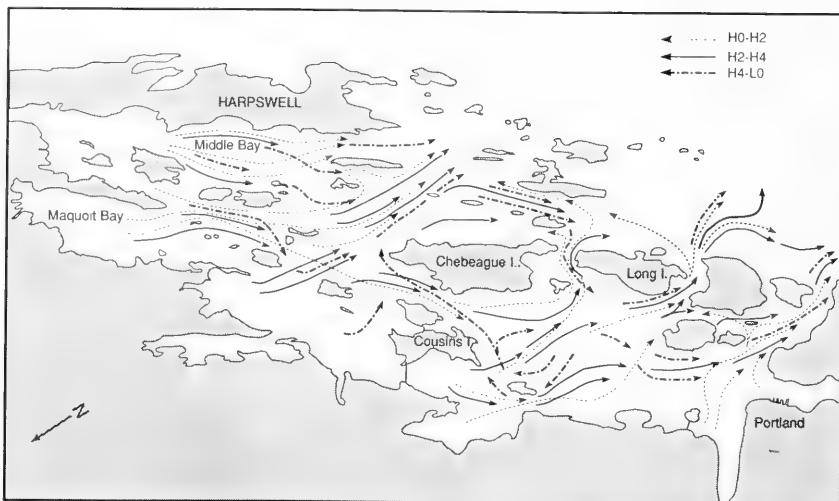 H0-H2
H2-H4
H4-L0
HARPSWELL
Middle Bay
Maquoit Bay
Chebeague I..
Long I.
Cousins I.
Portland
N